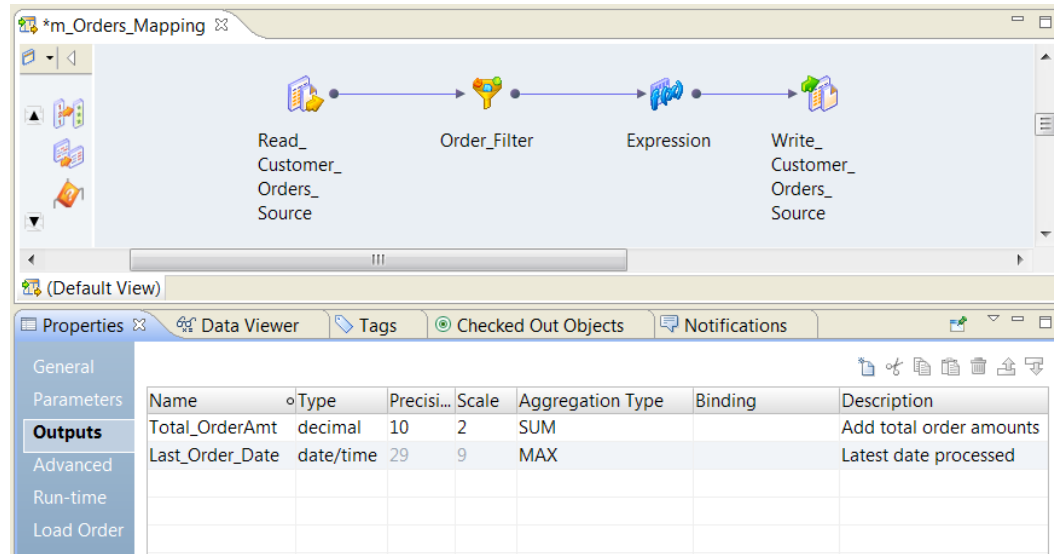 *m_Orders_Mapping
Read_
Customer_
Orders_
Source
Order_Filter
Expression
Write_
Customer_
Orders_
Source
(Default View)
Properties Data Viewer Tags Checked Out Objects Notifications
General
Parameters
Outputs
Advanced
Run-time
Load Order
Name Type Precisi... Scale Aggregation Type Binding Description
Total_OrderAmt decimal 10 2 SUM Add total order amounts
Last_Order_Date date/time 29 9 MAX Latest date processed